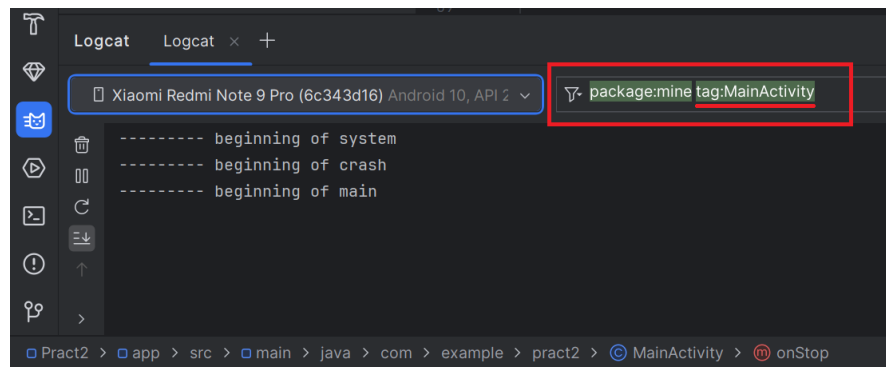 Logcat Logcat
Xiaomi Redmi Note 9 Pro (6c343d16) Android 10, API 2
package:mine tag:MainActivity
--------- beginning of system
--------- beginning of crash
--------- beginning of main
Pract2 > app > src > main > java > com > example > pract2 > MainActivity > onStop